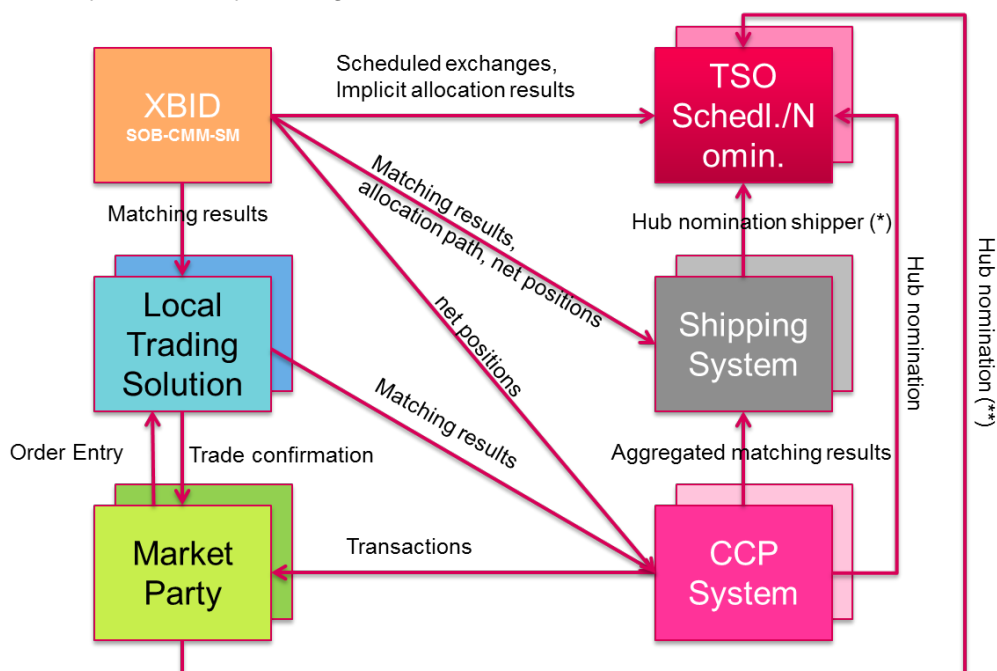 XBID
SOB-CMM-SM
Scheduled exchanges,
Implicit allocation results
TSO
Schedl./N
omin.
Matching results
Matching results,
allocation path, net positions
Hub nomination shipper (*)
Local
Trading
Solution
net positions
Shipping
System
Hub nomination
Hub nomination (**)
Matching results
Order Entry
Trade confirmation
Aggregated matching results
Market
Party
Transactions
CCP
System